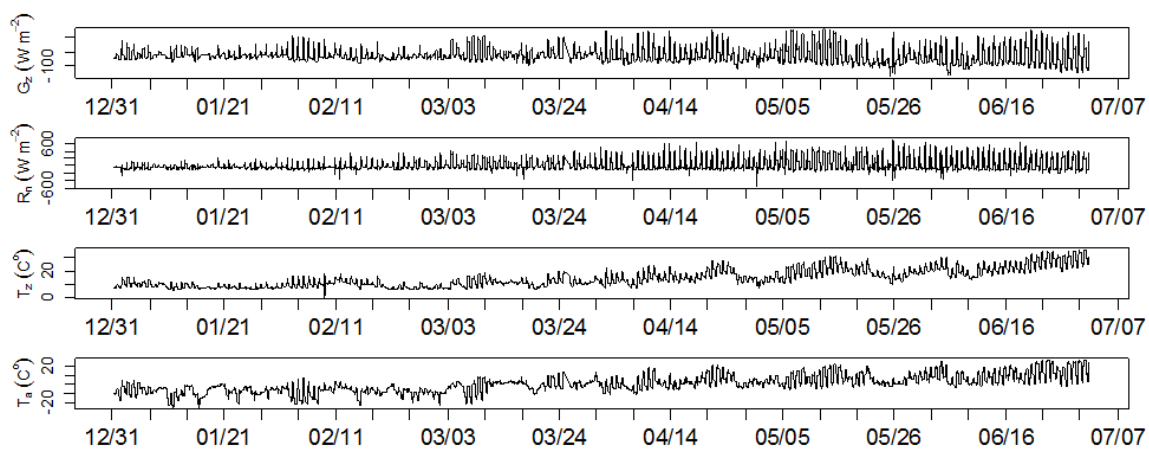 G_z (W m⁻²)
-100
12/31 01/21 02/11 03/03 03/24 04/14 05/05 05/26 06/16 07/07
R_n (W m⁻²)
-600 600
12/31 01/21 02/11 03/03 03/24 04/14 05/05 05/26 06/16 07/07
T_z (C°)
0 20
12/31 01/21 02/11 03/03 03/24 04/14 05/05 05/26 06/16 07/07
T_a (C°)
-20 20
12/31 01/21 02/11 03/03 03/24 04/14 05/05 05/26 06/16 07/07